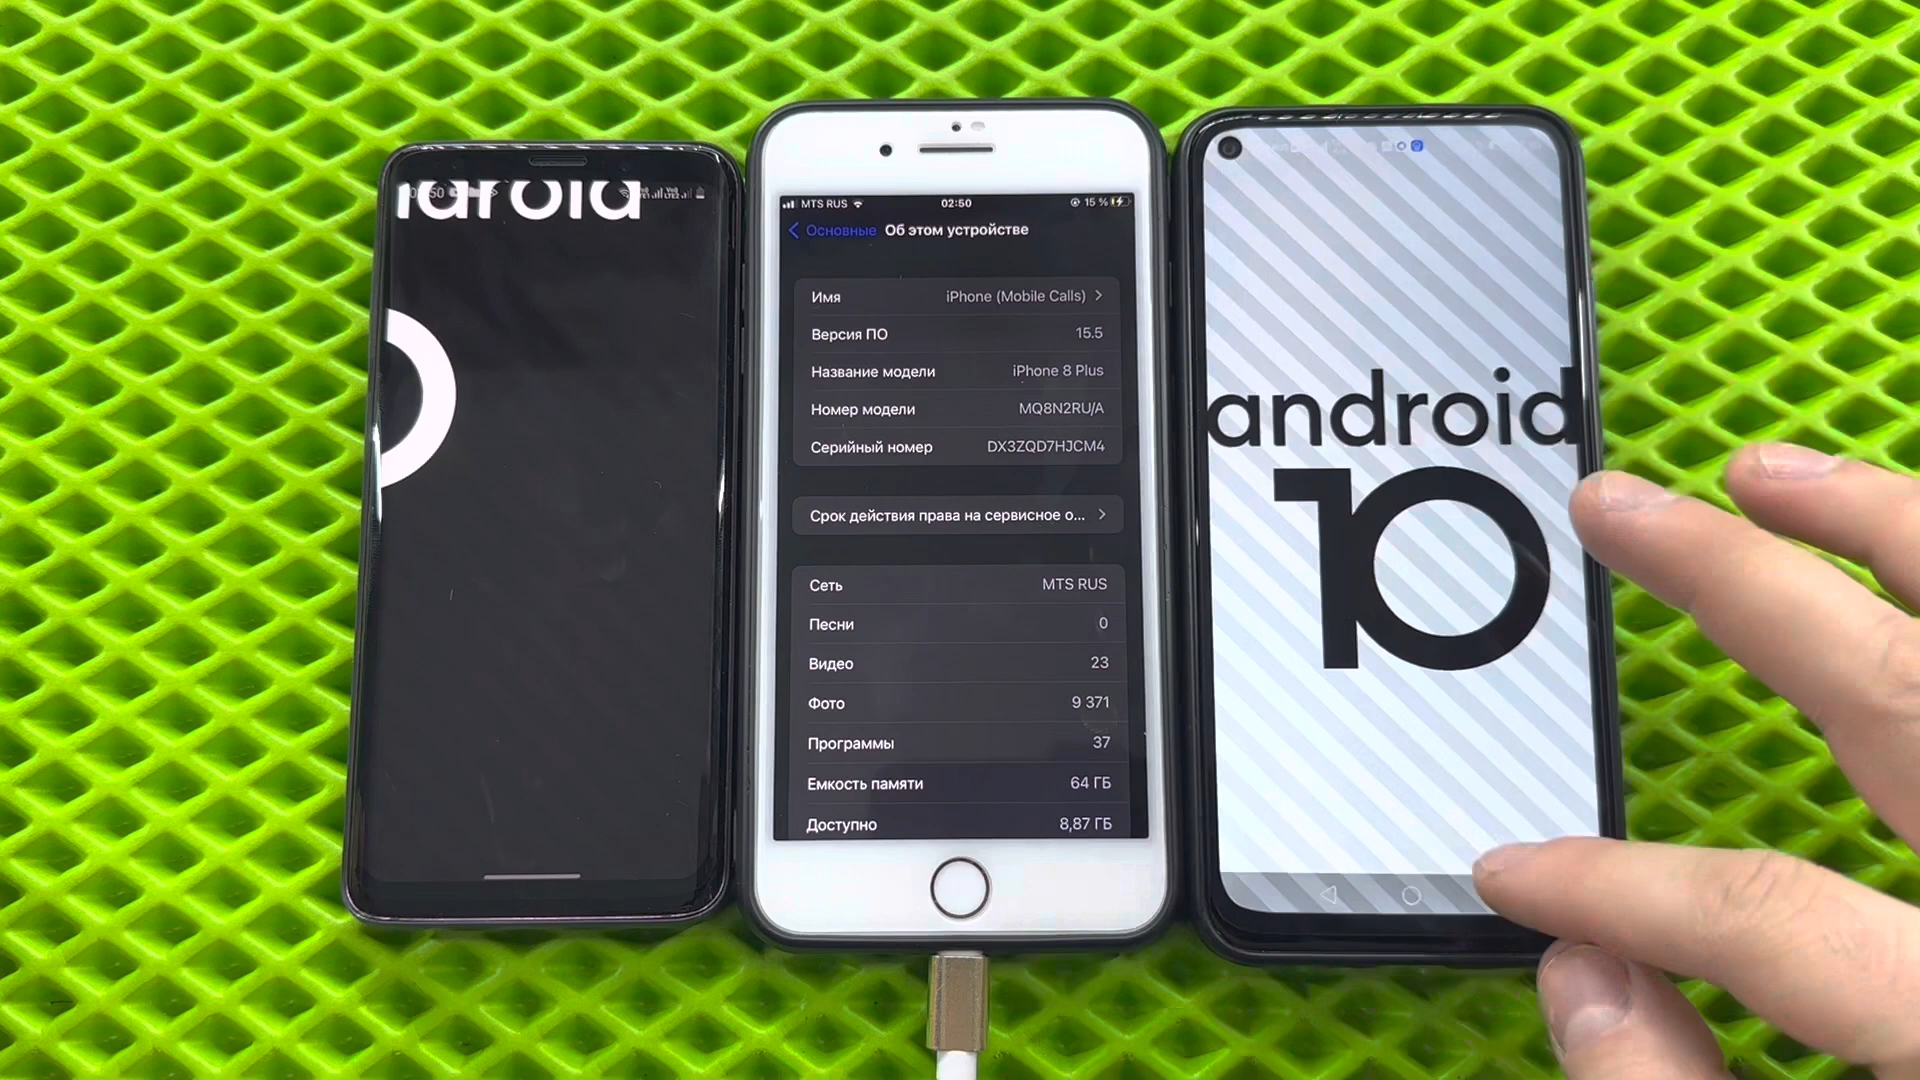 android
MTS RUS 02:50 15 %
Основные Об этом устройстве
Имя iPhone (Mobile Calls)
Версия ПО 15.5
Название модели iPhone 8 Plus
Номер модели MQ8N2RU/A
Серийный номер DX3ZQD7HJCM4
Срок действия права на сервисное о...
Сеть MTS RUS
Песни 0
Видео 23
Фото 9 371
Программы 37
Емкость памяти 64 ГБ
Доступно 8,87 ГБ
android
10